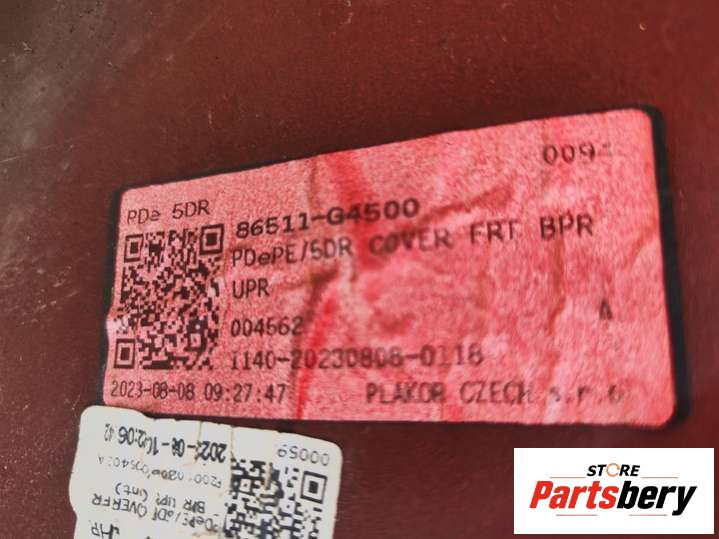 PDe 5DR
0094
86511-G4500
PDePE/5DR COVER FRT BPR
UPR
A
004562
1140-20230808-0118
2023-08-08 09:27:47
PLAKOR CZECH s.r.o
00059
STORE
Partsbery